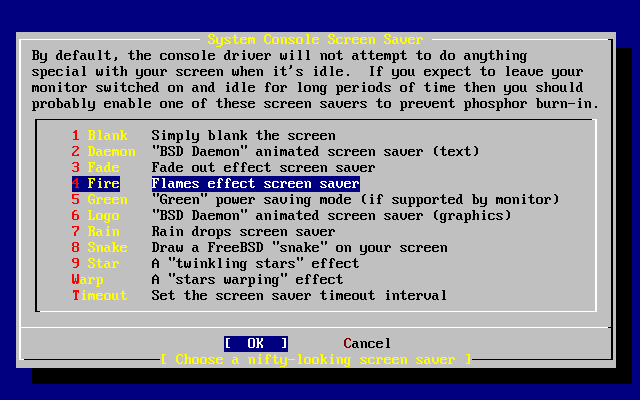 System Console Screen Saver
By default, the console driver will not attempt to do anything
special with your screen when it's idle.  If you expect to leave your
monitor switched on and idle for long periods of time then you should
probably enable one of these screen savers to prevent phosphor burn-in.
1 Blank    Simply blank the screen
2 Daemon   "BSD Daemon" animated screen saver (text)
3 Fade     Fade out effect screen saver
4 Fire     Flames effect screen saver
5 Green    "Green" power saving mode (if supported by monitor)
6 Logo     "BSD Daemon" animated screen saver (graphics)
7 Rain     Rain drops screen saver
8 Snake    Draw a FreeBSD "snake" on your screen
9 Star     A "twinkling stars" effect
Warp       A "stars warping" effect
Timeout    Set the screen saver timeout interval
[  OK  ]       Cancel
[ Choose a nifty-looking screen saver ]